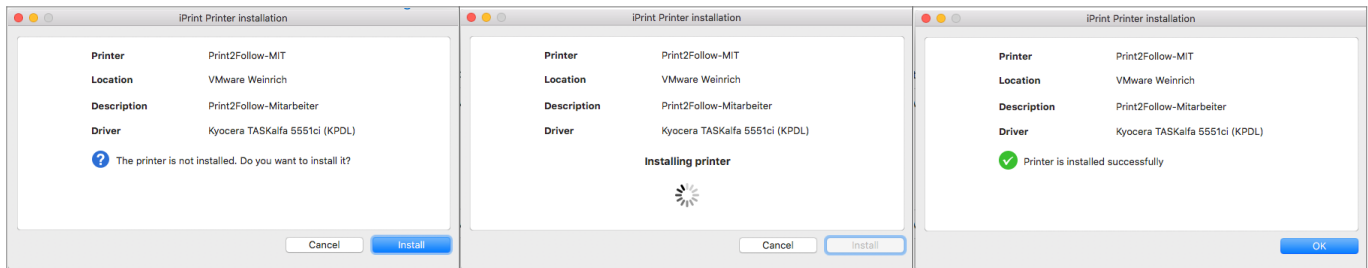 iPrint Printer installation
Printer Print2Follow-MIT
Location VMware Weinrich
Description Print2Follow-Mitarbeiter
Driver Kyocera TASKalfa 5551ci (KPDL)
The printer is not installed. Do you want to install it?
Cancel Install
iPrint Printer installation
Printer Print2Follow-MIT
Location VMware Weinrich
Description Print2Follow-Mitarbeiter
Driver Kyocera TASKalfa 5551ci (KPDL)
Installing printer
Cancel Install
iPrint Printer installation
Printer Print2Follow-MIT
Location VMware Weinrich
Description Print2Follow-Mitarbeiter
Driver Kyocera TASKalfa 5551ci (KPDL)
Printer is installed successfully
OK